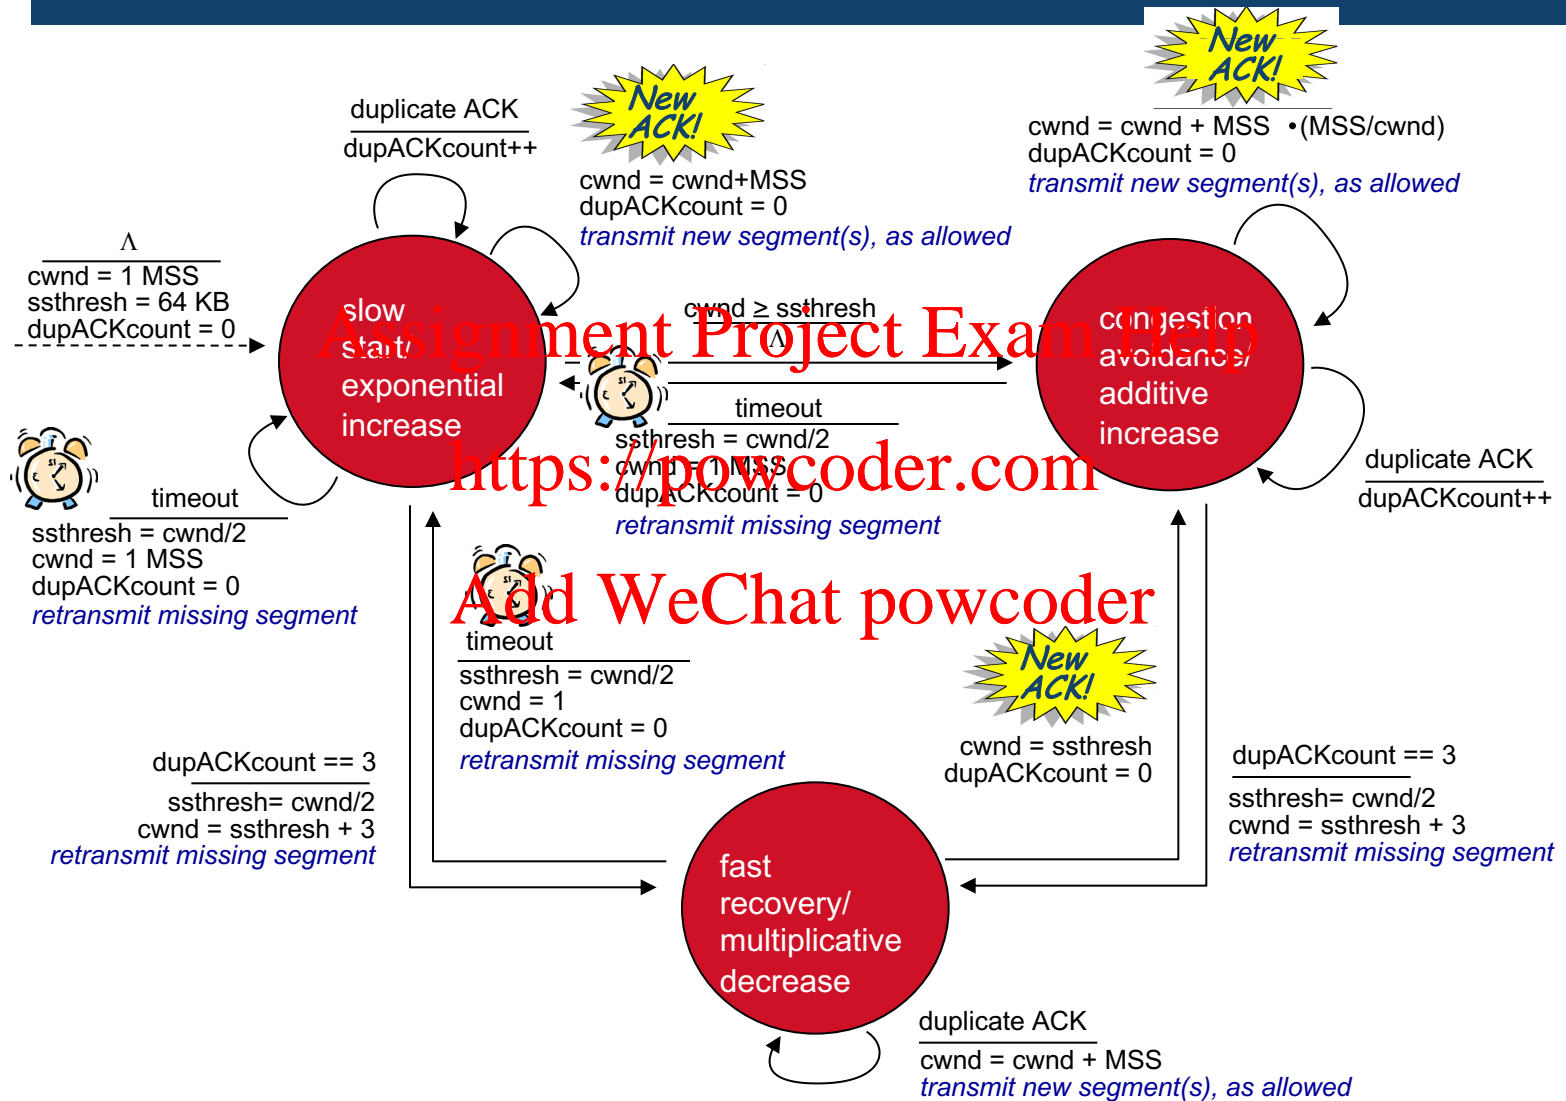 New
ACK!
New
ACK!
duplicate ACK
dupACKcount++
cwnd = cwnd + MSS •(MSS/cwnd)
dupACKcount = 0
transmit new segment(s), as allowed
cwnd = cwnd+MSS
dupACKcount = 0
transmit new segment(s), as allowed
Λ
cwnd = 1 MSS
ssthresh = 64 KB
dupACKcount = 0
slow
start/
exponential
increase
cwnd ≥ ssthresh
Λ
congestion
avoidance/
additive
increase
Assignment Project Exam Help
timeout
ssthresh = cwnd/2
cwnd = 1 MSS
dupACKcount = 0
retransmit missing segment
https://powcoder.com
duplicate ACK
dupACKcount++
timeout
ssthresh = cwnd/2
cwnd = 1 MSS
dupACKcount = 0
retransmit missing segment
Add WeChat powcoder
timeout
ssthresh = cwnd/2
cwnd = 1
dupACKcount = 0
retransmit missing segment
New
ACK!
cwnd = ssthresh
dupACKcount = 0
dupACKcount == 3
ssthresh= cwnd/2
cwnd = ssthresh + 3
retransmit missing segment
dupACKcount == 3
ssthresh= cwnd/2
cwnd = ssthresh + 3
retransmit missing segment
fast
recovery/
multiplicative
decrease
duplicate ACK
cwnd = cwnd + MSS
transmit new segment(s), as allowed